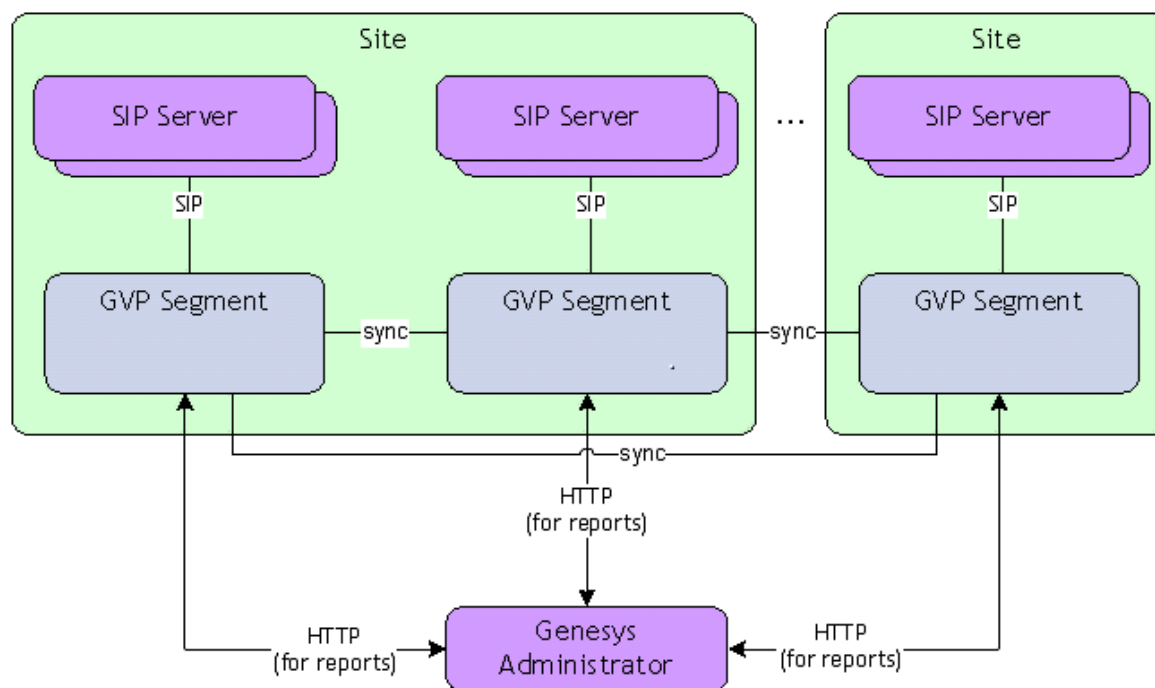 Site
Site
SIP Server
SIP Server
...
SIP Server
SIP
SIP
SIP
GVP Segment
GVP Segment
GVP Segment
sync
sync
sync
HTTP
(for reports)
HTTP
(for reports)
Genesys
Administrator
HTTP
(for reports)